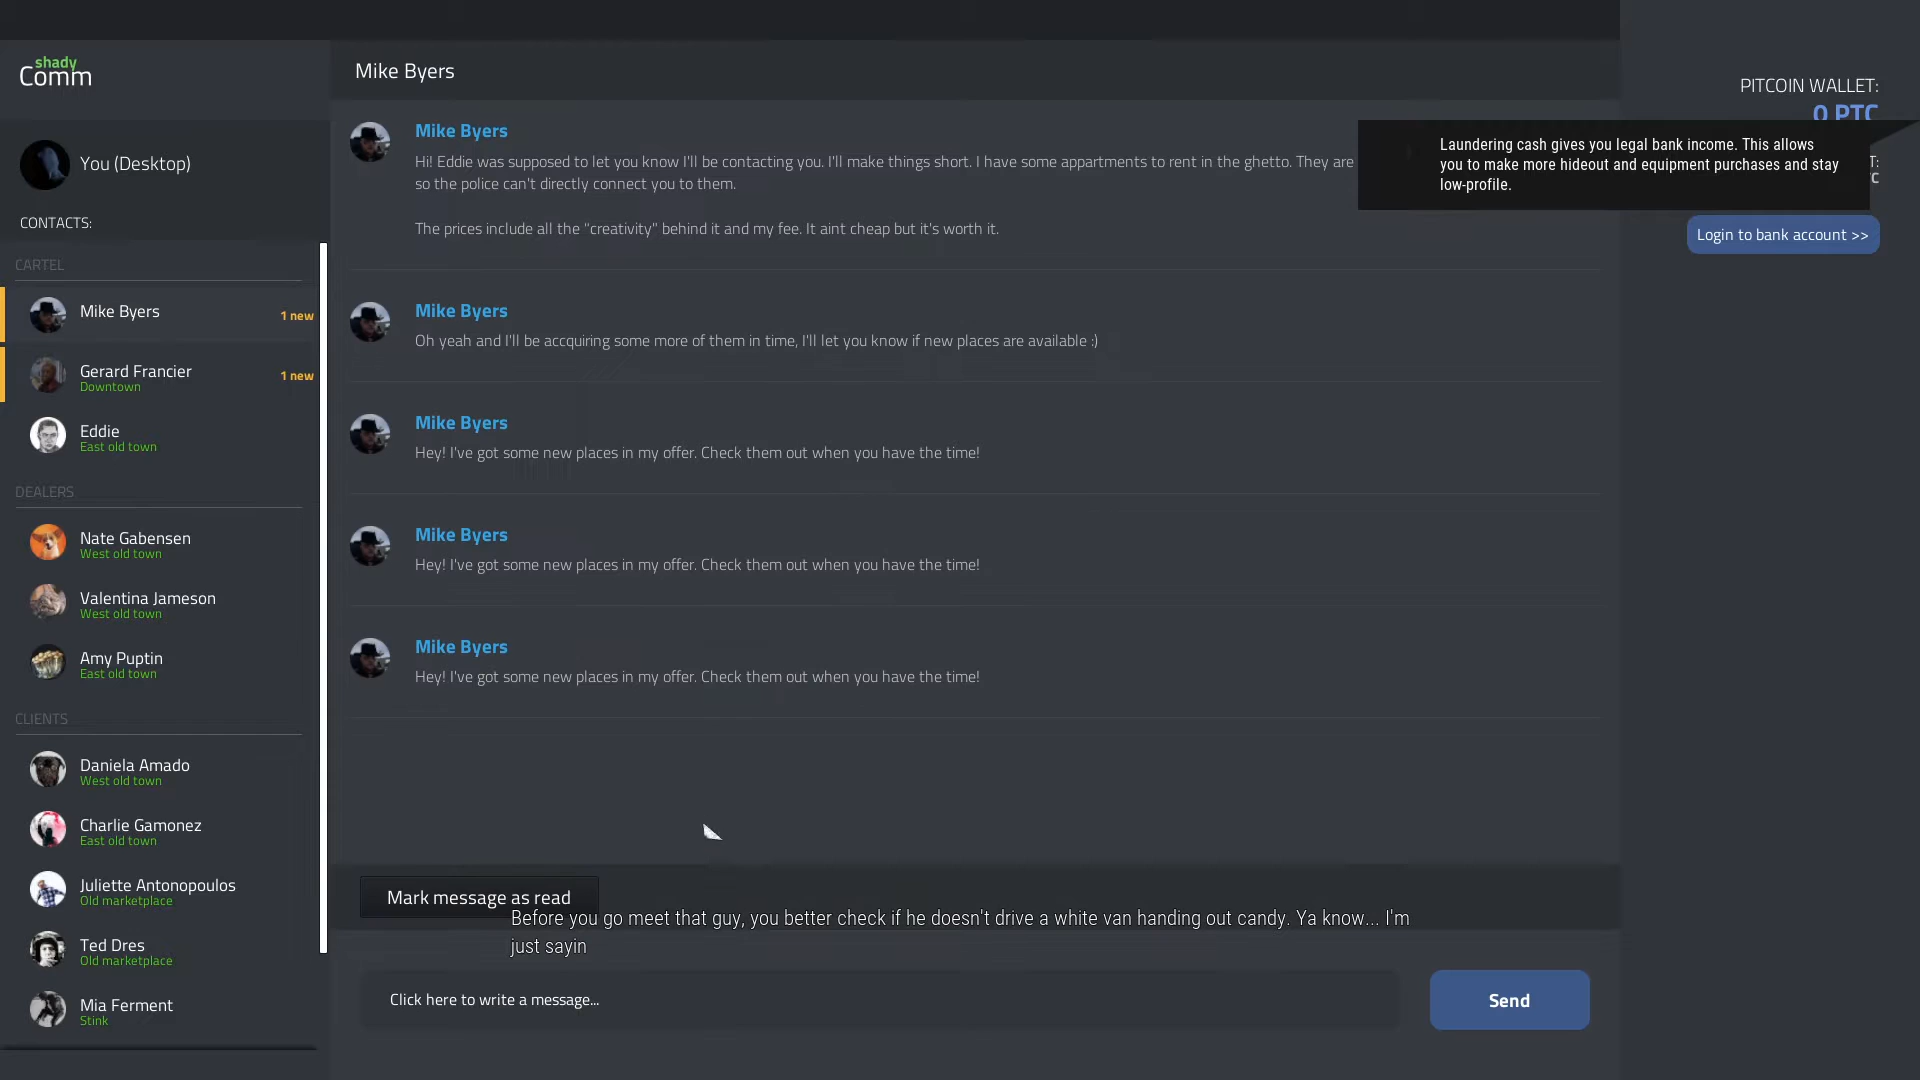 shady
Comm
You (Desktop)
CONTACTS:
CARTEL
Mike Byers
1 new
Gerard Francier
Downtown
1 new
Eddie
East old town
DEALERS
Nate Gabensen
West old town
Valentina Jameson
West old town
Amy Puptin
East old town
CLIENTS
Daniela Amado
West old town
Charlie Gamonez
East old town
Juliette Antonopoulos
Old marketplace
Ted Dres
Old marketplace
Mia Ferment
Stink
Mike Byers
Mike Byers
Hi! Eddie was supposed to let you know I'll be contacting you. I'll make things short. I have some appartments to rent in the ghetto. They are
so the police can't directly connect you to them.
The prices include all the "creativity" behind it and my fee. It aint cheap but it's worth it.
Mike Byers
Oh yeah and I'll be accquiring some more of them in time, I'll let you know if new places are available :)
Mike Byers
Hey! I've got some new places in my offer. Check them out when you have the time!
Mike Byers
Hey! I've got some new places in my offer. Check them out when you have the time!
Mike Byers
Hey! I've got some new places in my offer. Check them out when you have the time!
Mark message as read
Before you go meet that guy, you better check if he doesn't drive a white van handing out candy. Ya know... I'm
just sayin
Click here to write a message...
Send
PITCOIN WALLET:
0 PTC
Laundering cash gives you legal bank income. This allows
you to make more hideout and equipment purchases and stay
low-profile.
Login to bank account >>